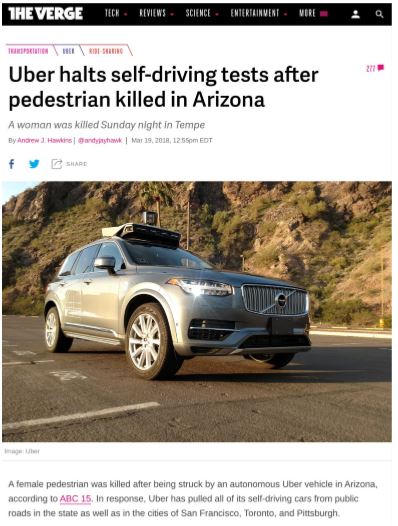 THE VERGE TECH REVIEWS SCIENCE ENTERTAINMENT MORE
TRANSPORTATION UBER RIDE-SHARING
Uber halts self-driving tests after
277
pedestrian killed in Arizona
A woman was killed Sunday night in Tempe
By Andrew J. Hawkins | @andyjayhawk | Mar 19, 2018, 12:55pm EDT
SHARE
Image: Uber
A female pedestrian was killed after being struck by an autonomous Uber vehicle in Arizona,
according to ABC 15. In response, Uber has pulled all of its self-driving cars from public
roads in the state as well as in the cities of San Francisco, Toronto, and Pittsburgh.